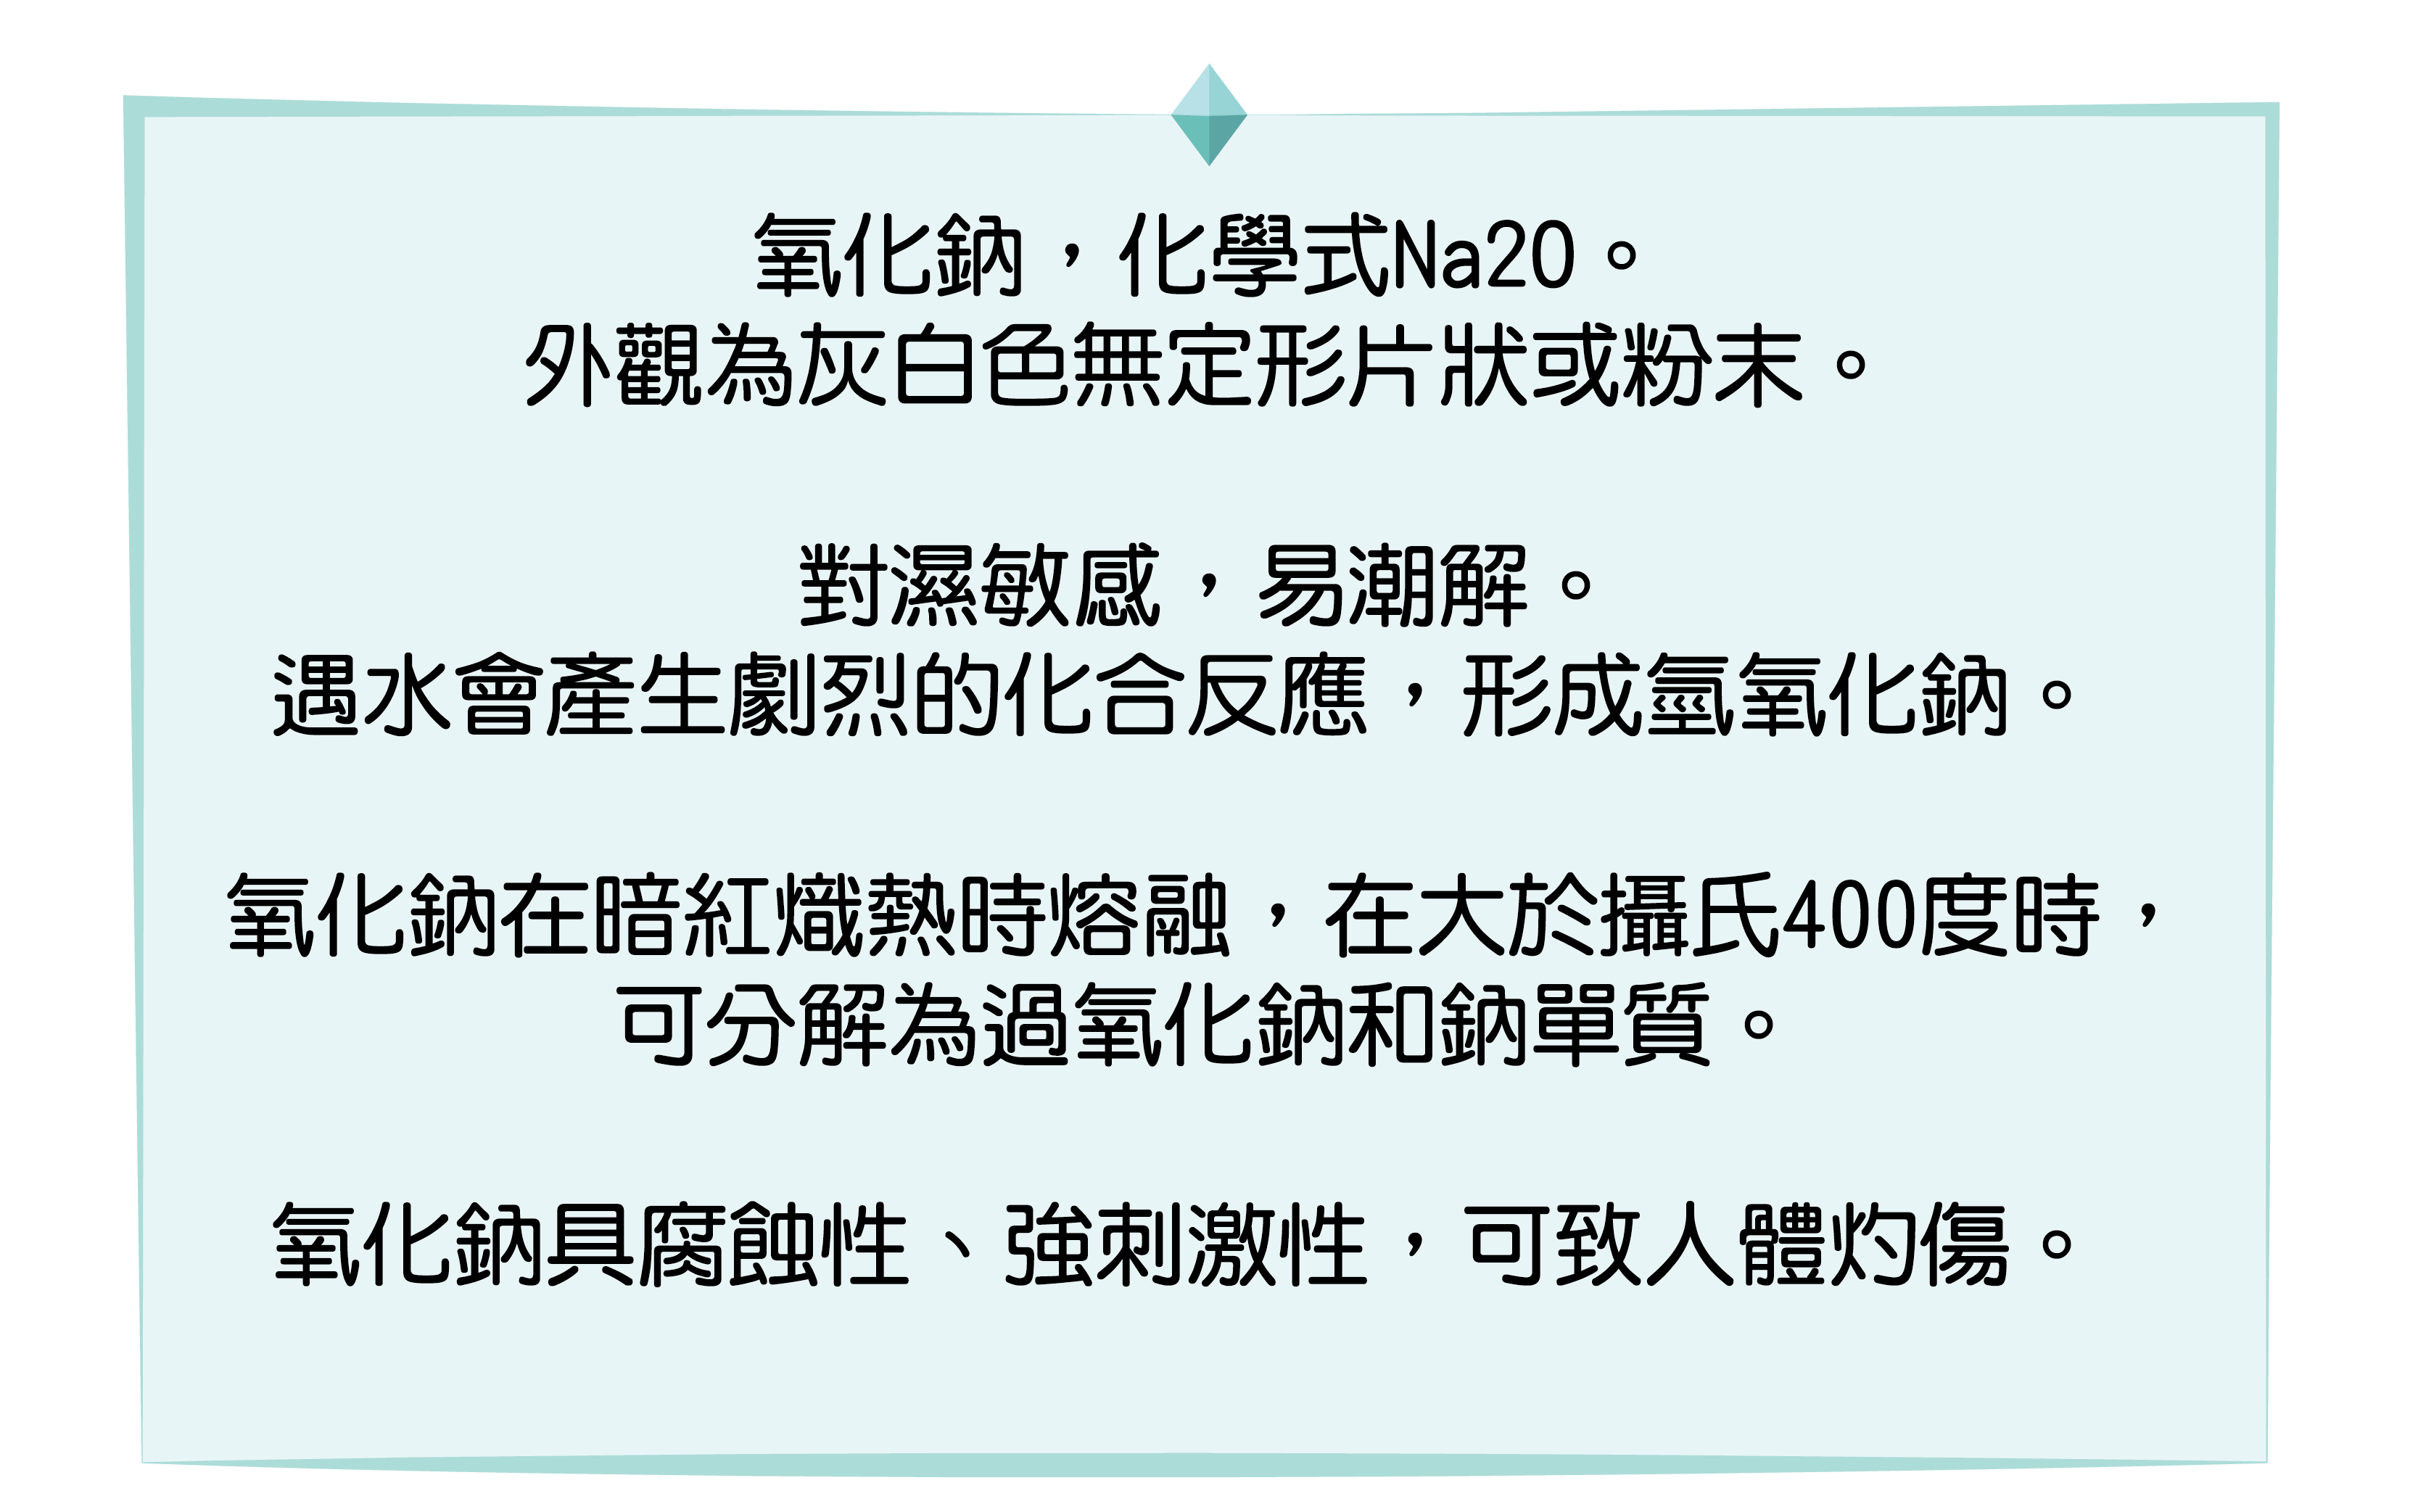 氧化鈉，化學式Na2O。
外觀為灰白色無定形片狀或粉末。
對濕敏感，易潮解。
遇水會產生劇烈的化合反應，形成氫氧化鈉。
氧化鈉在暗紅熾熱時熔融，在大於攝氏400度時，
可分解為過氧化鈉和鈉單質。
氧化鈉具腐蝕性、強刺激性，可致人體灼傷。